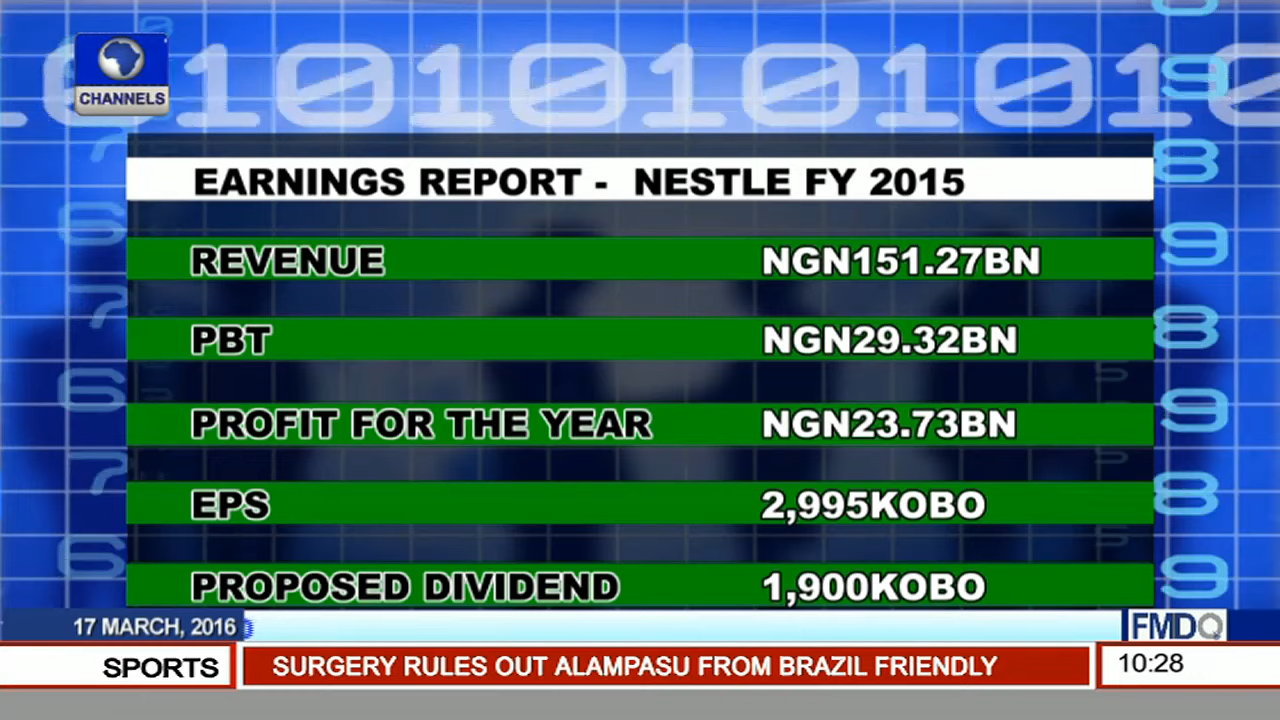 10101010101
CHANNELS
EARNINGS REPORT - NESTLE FY 2015
REVENUE NGN151.27BN
PBT NGN29.32BN
PROFIT FOR THE YEAR NGN23.73BN
EPS 2,995KOBO
PROPOSED DIVIDEND 1,900KOBO
17 MARCH, 2016
FMDQ
SPORTS
SURGERY RULES OUT ALAMPASU FROM BRAZIL FRIENDLY
10:28